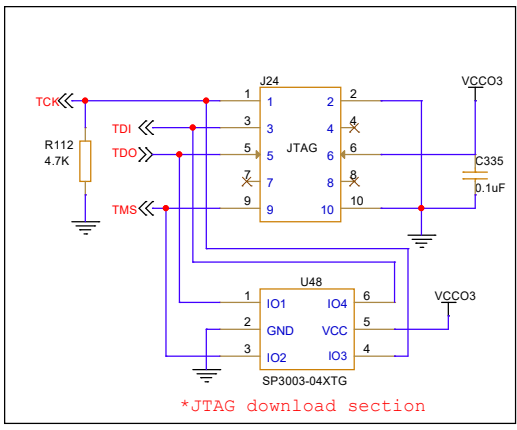 J24
VCCO3
TCK 1 1 2 2
TDI 3 3 4 4
R112
4.7K
TDO 5 5 JTAG 6 6
C335
0.1uF
7 7 8 8
TMS 9 9 10 10
U48
VCCO3
1 IO1 IO4 6
2 GND VCC 5
3 IO2 IO3 4
SP3003-04XTG
*JTAG download section